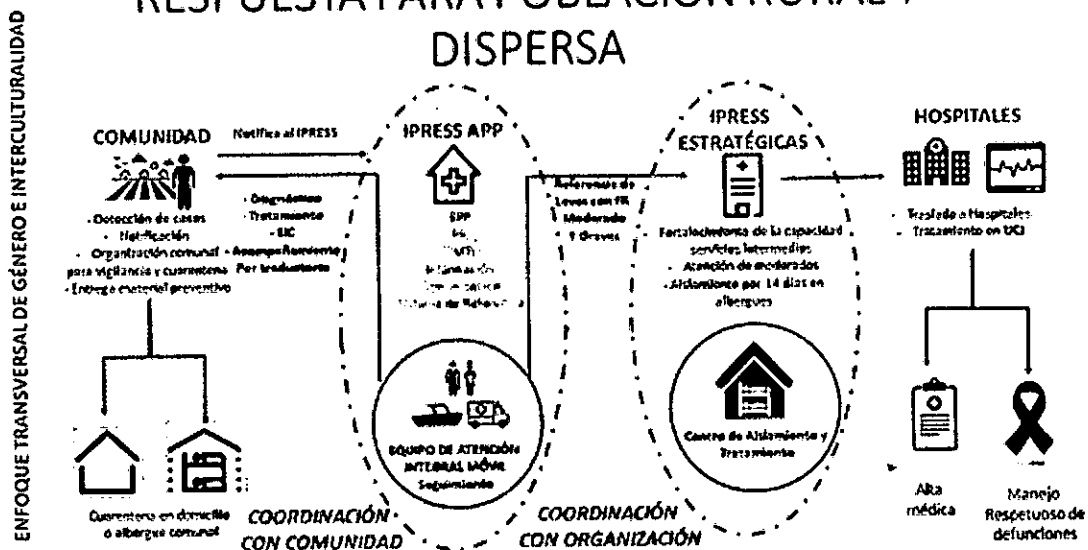 RESPUESTA PARA POBLACIÓN RURAL Y
DISPERSA
ENFOQUE TRANSVERSAL DE GÉNERO E INTERCULTURALIDAD
COMUNIDAD
- Detección de casos
- Notificación
- Organización comunal
para vigilancia y cuarentena
- Entrega material preventivo
Cuarentena en domicilio
o albergue comunal
Notifica al IPRESS
- Diagnóstico
- Tratamiento
- Acompañamiento
Por traductores
COORDINACIÓN
CON COMUNIDAD
IPRESS APP
EPP
EQUIPO DE ATENCIÓN
INTEGRAL MÓVIL
Seguimiento
Referencia de
Leves con FR
Moderado
Y Graves
COORDINACIÓN
CON ORGANIZACIÓN
IPRESS
ESTRATÉGICAS
Fortalecimiento de la capacidad
servicios intermedios
- Atención de moderados
- Aislamiento por 14 días en
albergues
Centro de Aislamiento y
Tratamiento
HOSPITALES
- Traslado a Hospitales
- Tratamiento en UCI
Alta
médica
Manejo
Respetuoso de
defunciones